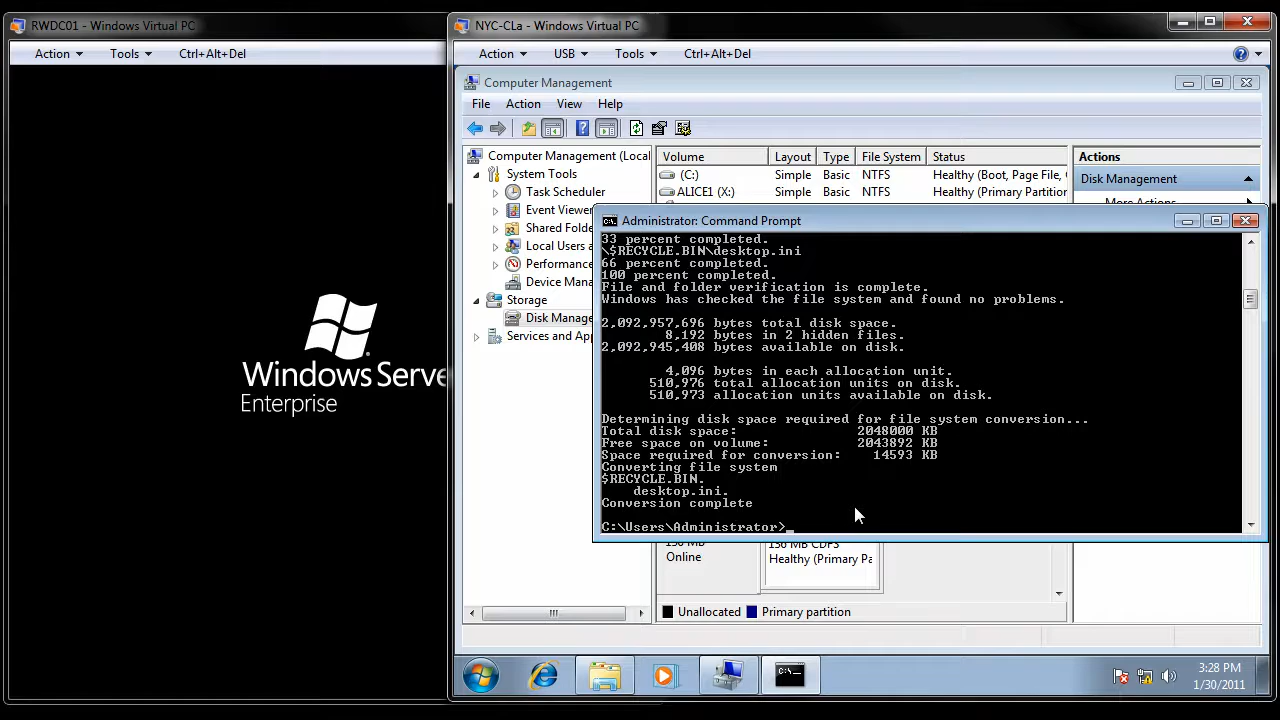 RWDC01 - Windows Virtual PC
Action Tools Ctrl+Alt+Del
Windows Serve
Enterprise
NYC-CLa - Windows Virtual PC
Action USB Tools Ctrl+Alt+Del
Computer Management
File Action View Help
Computer Management (Local
System Tools
Task Scheduler
Event Viewer
Shared Folde
Local Users a
Performance
Device Mana
Storage
Disk Manage
Services and App
Volume Layout Type File System Status
(C:) Simple Basic NTFS Healthy (Boot, Page File, C
ALICE1 (X:) Simple Basic NTFS Healthy (Primary Partition
Actions
Disk Management
More Actions
Administrator: Command Prompt
33 percent completed.
\$RECYCLE.BIN\desktop.ini
66 percent completed.
100 percent completed.
File and folder verification is complete.
Windows has checked the file system and found no problems.
2,092,957,696 bytes total disk space.
8,192 bytes in 2 hidden files.
2,092,945,408 bytes available on disk.
4,096 bytes in each allocation unit.
510,976 total allocation units on disk.
510,973 allocation units available on disk.
Determining disk space required for file system conversion...
Total disk space: 2048000 KB
Free space on volume: 2043892 KB
Space required for conversion: 14593 KB
Converting file system
$RECYCLE.BIN.
desktop.ini.
Conversion complete
C:\Users\Administrator>_
136 MB
Online
136 MB CDFS
Healthy (Primary Pa
Unallocated Primary partition
3:28 PM
1/30/2011